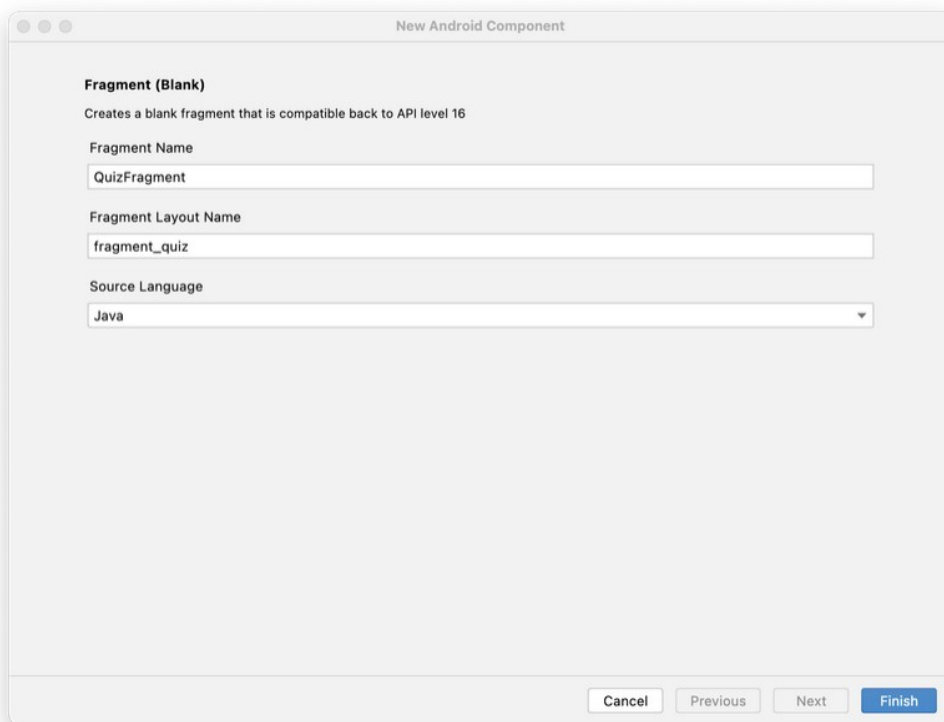 New Android Component
Fragment (Blank)
Creates a blank fragment that is compatible back to API level 16
Fragment Name
QuizFragment
Fragment Layout Name
fragment_quiz
Source Language
Java
Cancel
Previous
Next
Finish